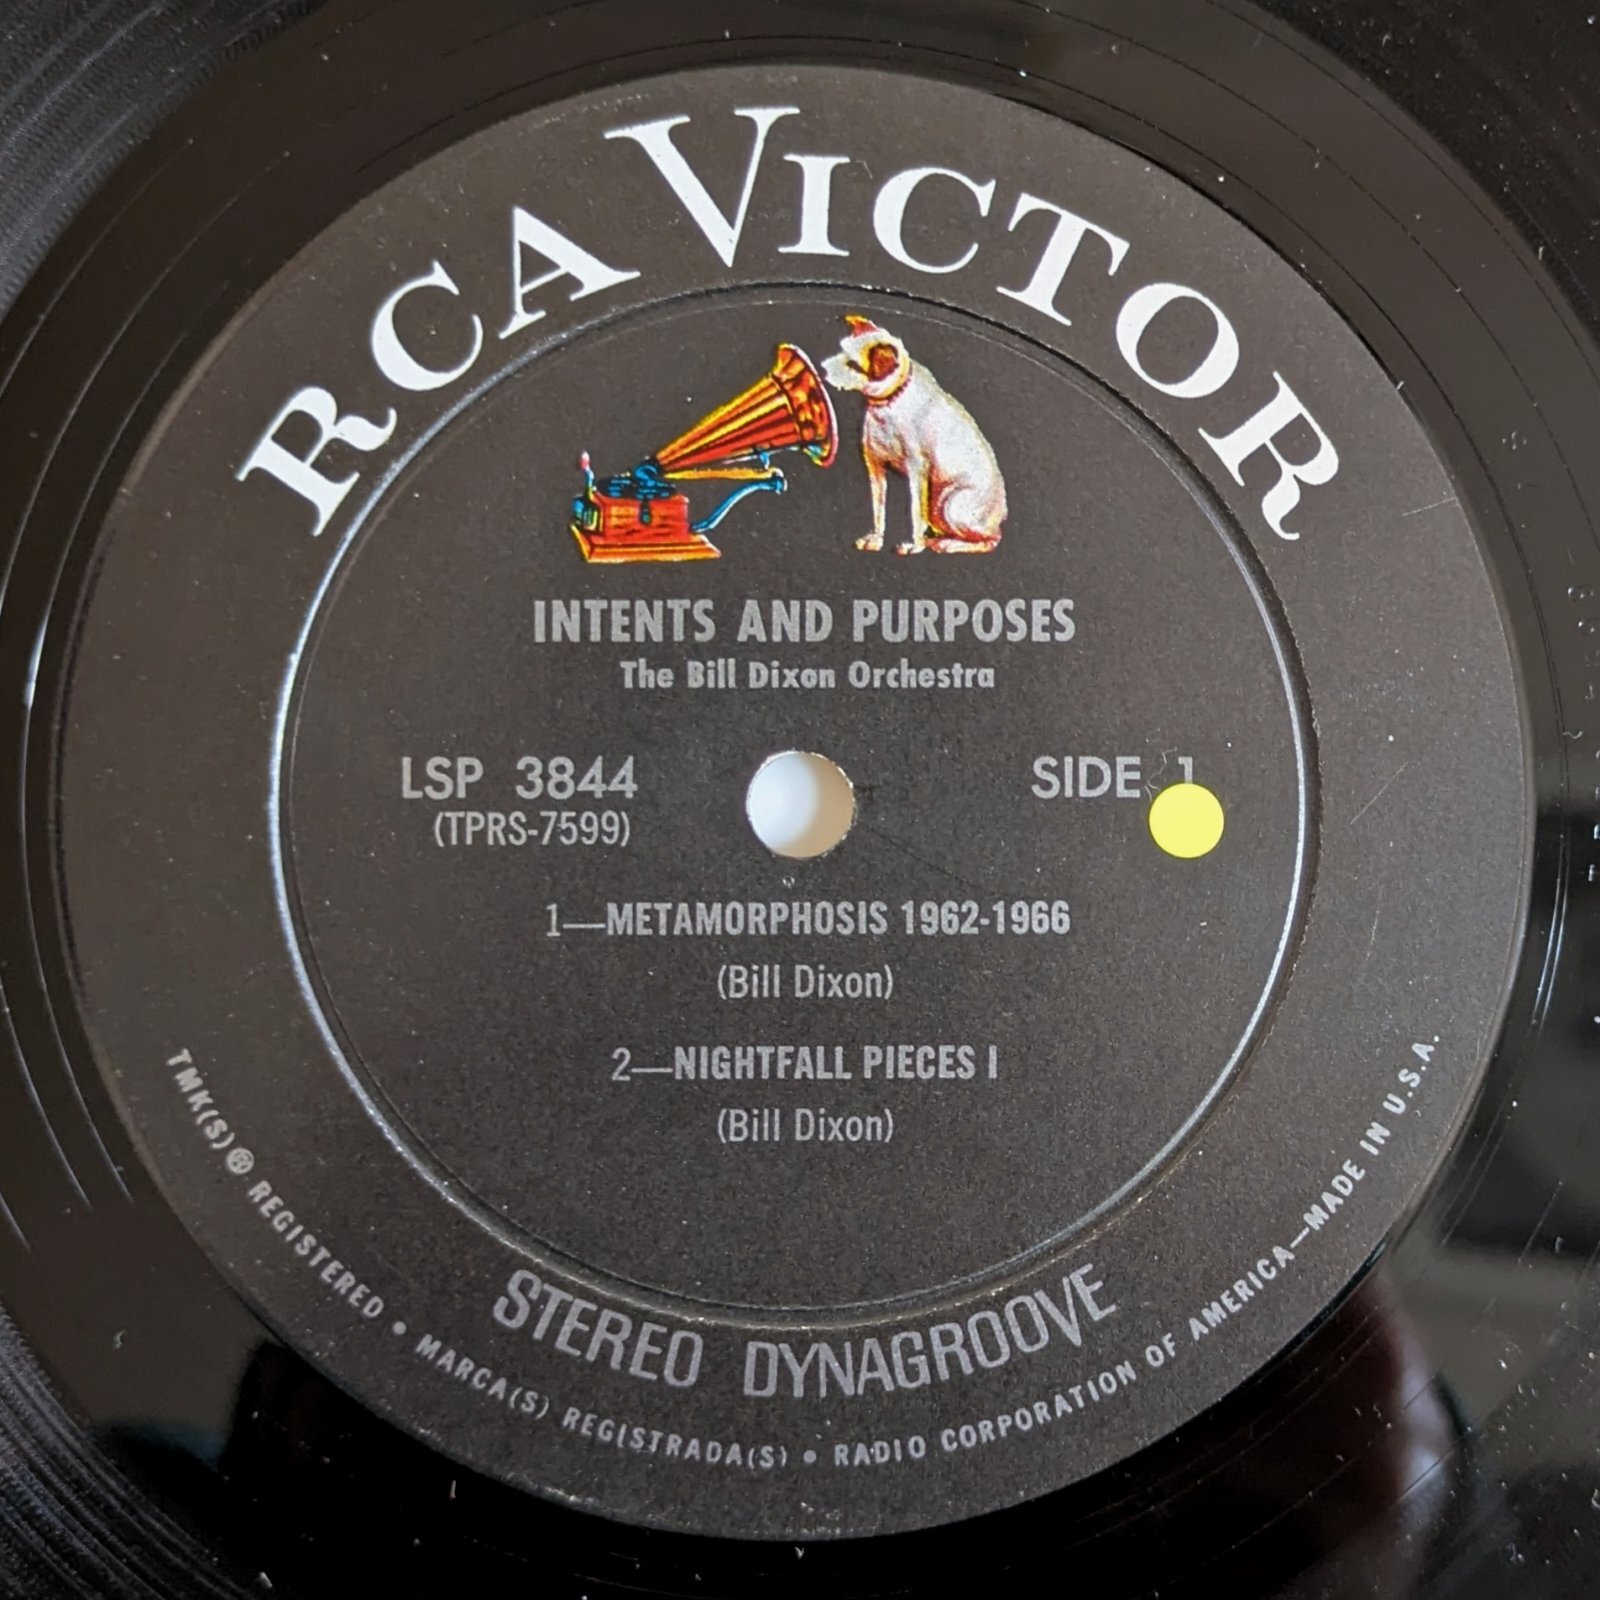 RCA VICTOR
INTENTS AND PURPOSES
The Bill Dixon Orchestra
LSP 3844
(TPRS-7599)
SIDE 1
1—METAMORPHOSIS 1962-1966
(Bill Dixon)
2—NIGHTFALL PIECES I
(Bill Dixon)
STEREO DYNAGROOVE
TMK(S) ® REGISTERED • MARCA(S) REGISTRADA(S) • RADIO CORPORATION OF AMERICA—MADE IN U.S.A.